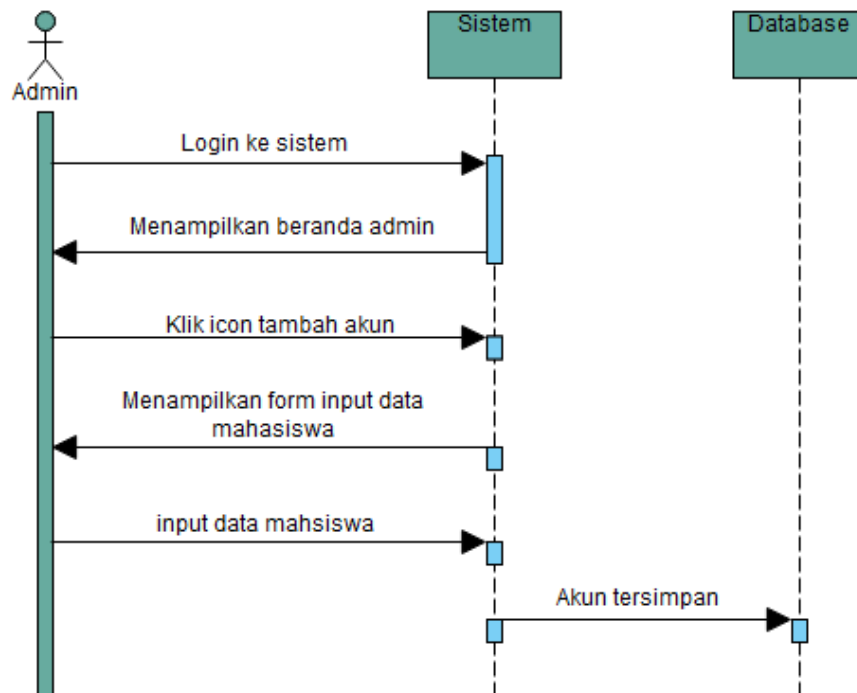 Sistem
Database
Admin
Login ke sistem
Menampilkan beranda admin
Klik icon tambah akun
Menampilkan form input data
mahasiswa
input data mahsiswa
Akun tersimpan